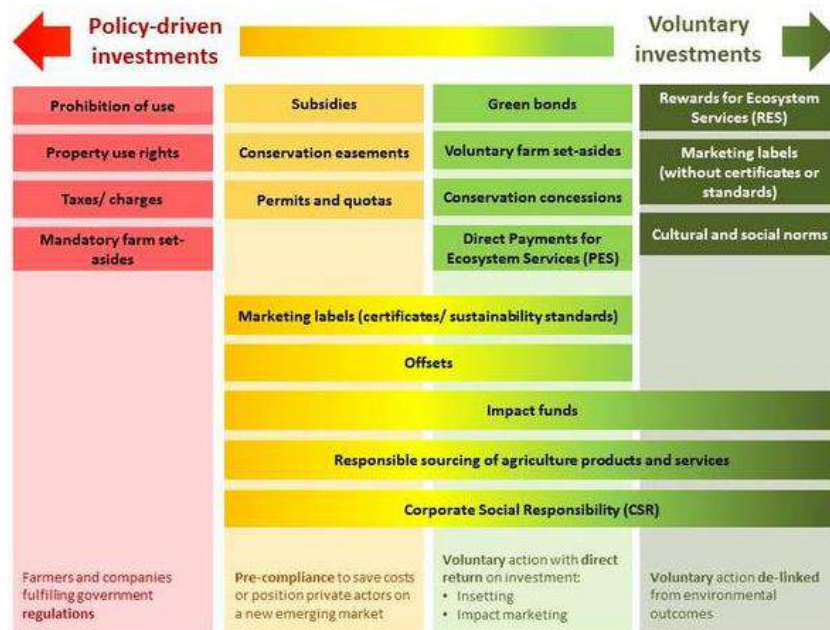 Policy-driven
investments
Voluntary
investments
Prohibition of use
Property use rights
Taxes/ charges
Mandatory farm set-
asides
Subsidies
Conservation easements
Permits and quotas
Green bonds
Voluntary farm set-asides
Conservation concessions
Direct Payments for
Ecosystem Services (PES)
Rewards for Ecosystem
Services (RES)
Marketing labels
(without certificates or
standards)
Cultural and social norms
Marketing labels (certificates/ sustainability standards)
Offsets
Impact funds
Responsible sourcing of agriculture products and services
Corporate Social Responsibility (CSR)
Farmers and companies
fulfilling government
regulations
Pre-compliance to save costs
or position private actors on
a new emerging market
Voluntary action with direct
return on investment:
• Insetting
• Impact marketing
Voluntary action de-linked
from environmental
outcomes